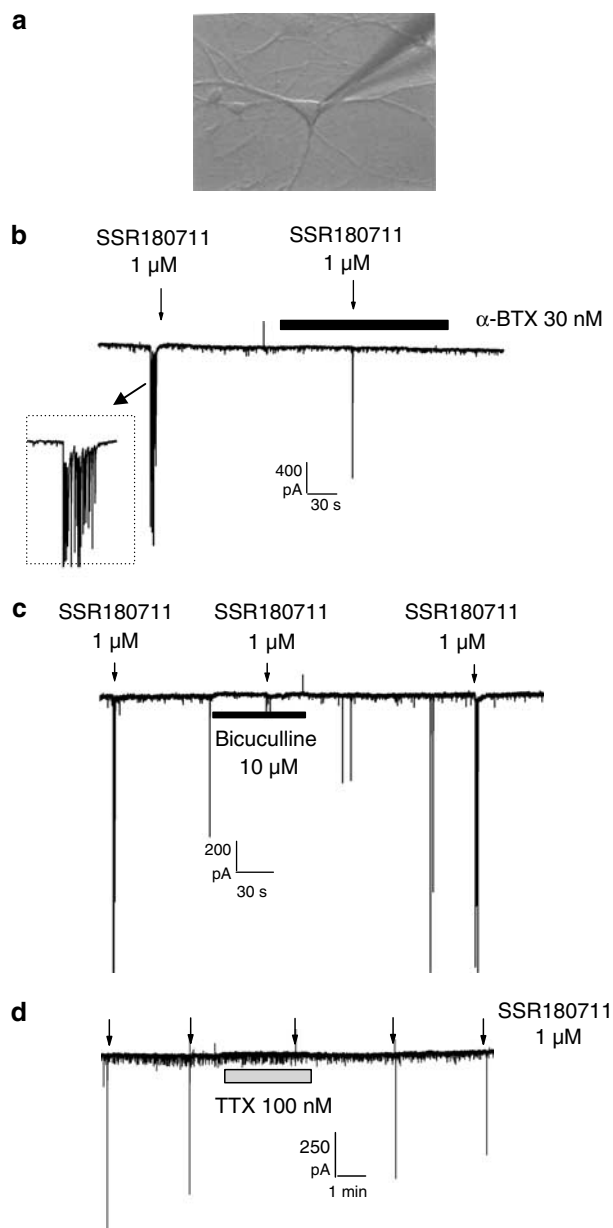 a
b
SSR180711
1 µM
SSR180711
1 µM
α-BTX 30 nM
400
pA
30 s
c
SSR180711
1 µM
SSR180711
1 µM
SSR180711
1 µM
Bicuculline
10 µM
200
pA
30 s
d
SSR180711
1 µM
TTX 100 nM
250
pA
1 min